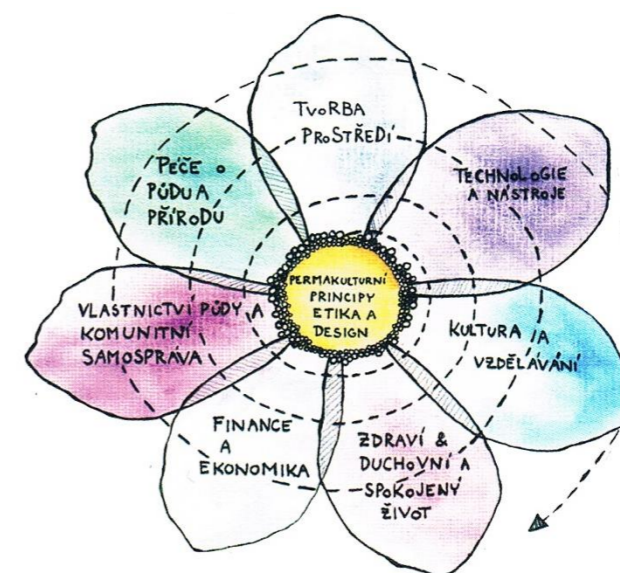 TVORBA
PROSTŘEDÍ
TECHNOLOGIE
A NÁSTROJE
KULTURA A
VZDĚLÁVÁNÍ
ZDRAVÍ &
DUCHOVNÍ A
SPOKOJENÝ
ŽIVOT
FINANCE
A
EKONOMIKA
VLASTNICTVÍ PŮDY A
KOMUNITNÍ
SAMOSPRÁVA
PÉČE O
PŮDU A
PŘÍRODU
PERMAKULTURNÍ
PRINCIPY
ETIKA A
DESIGN